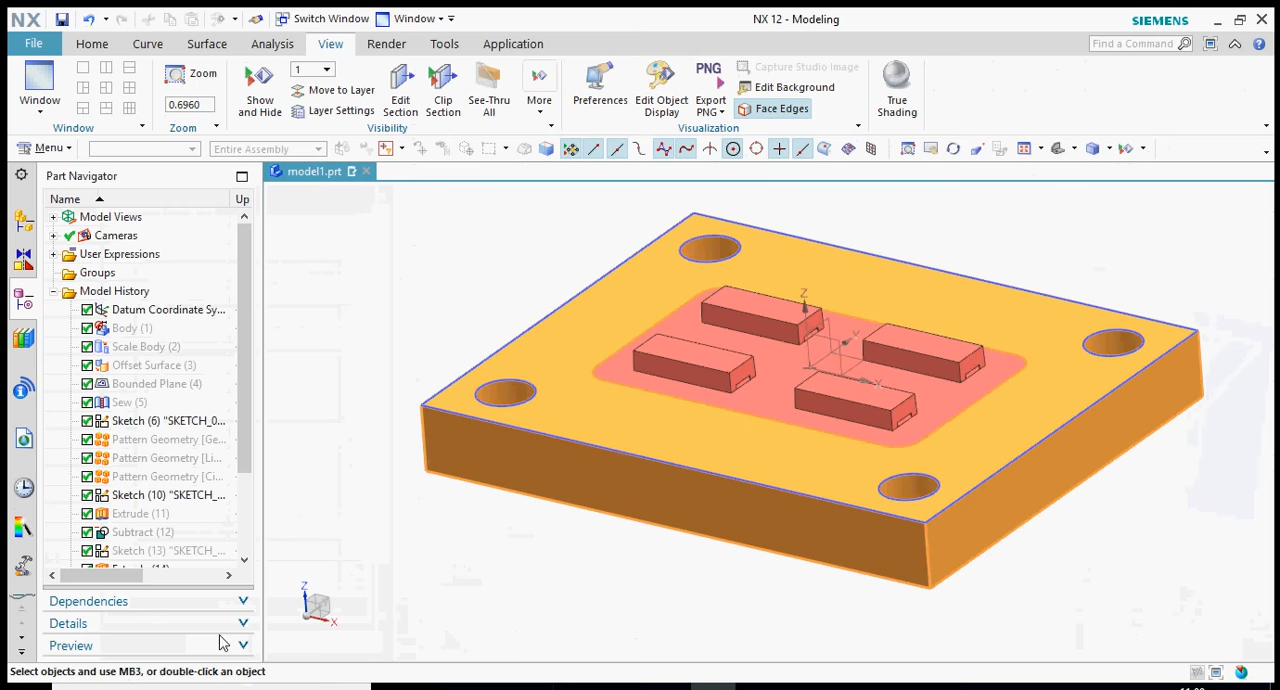 NX
Switch Window
Window
NX 12 - Modeling
SIEMENS
File
Home
Curve
Surface
Analysis
View
Render
Tools
Application
Find a Command
Window
Window
Zoom
0.6960
Zoom
Show and Hide
1
Move to Layer
Layer Settings
Edit Section
Clip Section
See-Thru All
More
Visibility
Preferences
Edit Object Display
PNG
Export PNG
Capture Studio Image
Edit Background
Face Edges
Visualization
True Shading
Menu
Entire Assembly
Part Navigator
model1.prt
Name
Up
Model Views
Cameras
User Expressions
Groups
Model History
Datum Coordinate Sy...
Body (1)
Scale Body (2)
Offset Surface (3)
Bounded Plane (4)
Sew (5)
Sketch (6) "SKETCH_0...
Pattern Geometry [Ge...
Pattern Geometry [Li...
Pattern Geometry [Ci...
Sketch (10) "SKETCH_...
Extrude (11)
Subtract (12)
Sketch (13) "SKETCH_...
Dependencies
Details
Preview
Z
Z
X
Select objects and use MB3, or double-click an object